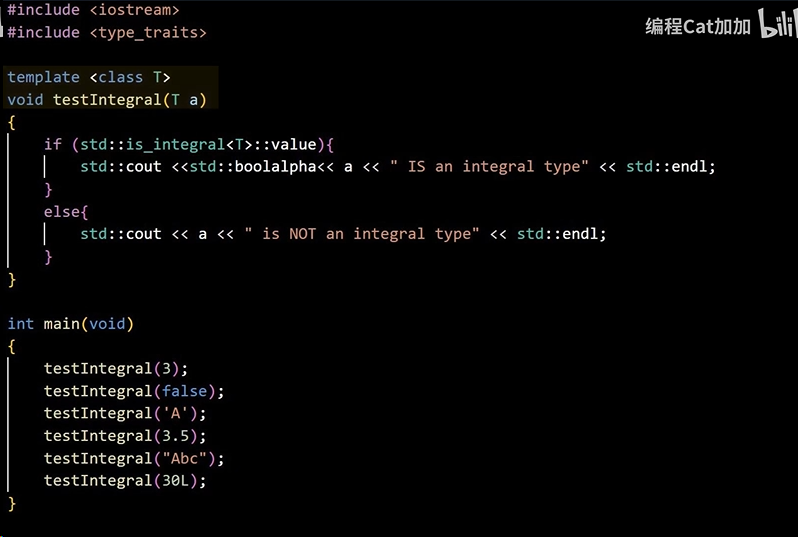 #include <iostream>
#include <type_traits>
编程Cat加加 bili
template <class T>
void testIntegral(T a)
{
    if (std::is_integral<T>::value){
        std::cout <<std::boolalpha<< a << " IS an integral type" << std::endl;
    }
    else{
        std::cout << a << " is NOT an integral type" << std::endl;
    }
}
int main(void)
{
    testIntegral(3);
    testIntegral(false);
    testIntegral('A');
    testIntegral(3.5);
    testIntegral("Abc");
    testIntegral(30L);
}